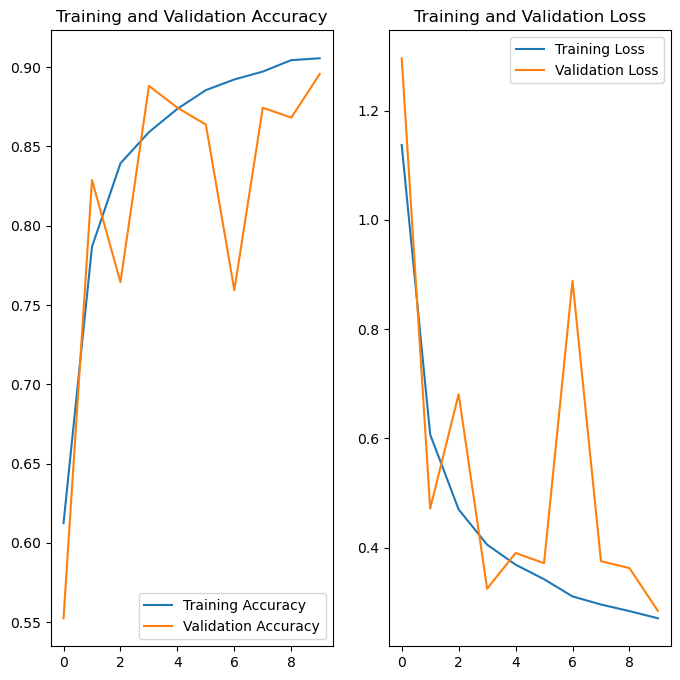 Training and Validation Accuracy
0.90
0.85
0.80
0.75
0.70
0.65
0.60
0.55
0 2 4 6 8
Training Accuracy
Validation Accuracy
Training and Validation Loss
Training Loss
Validation Loss
1.2
1.0
0.8
0.6
0.4
0 2 4 6 8